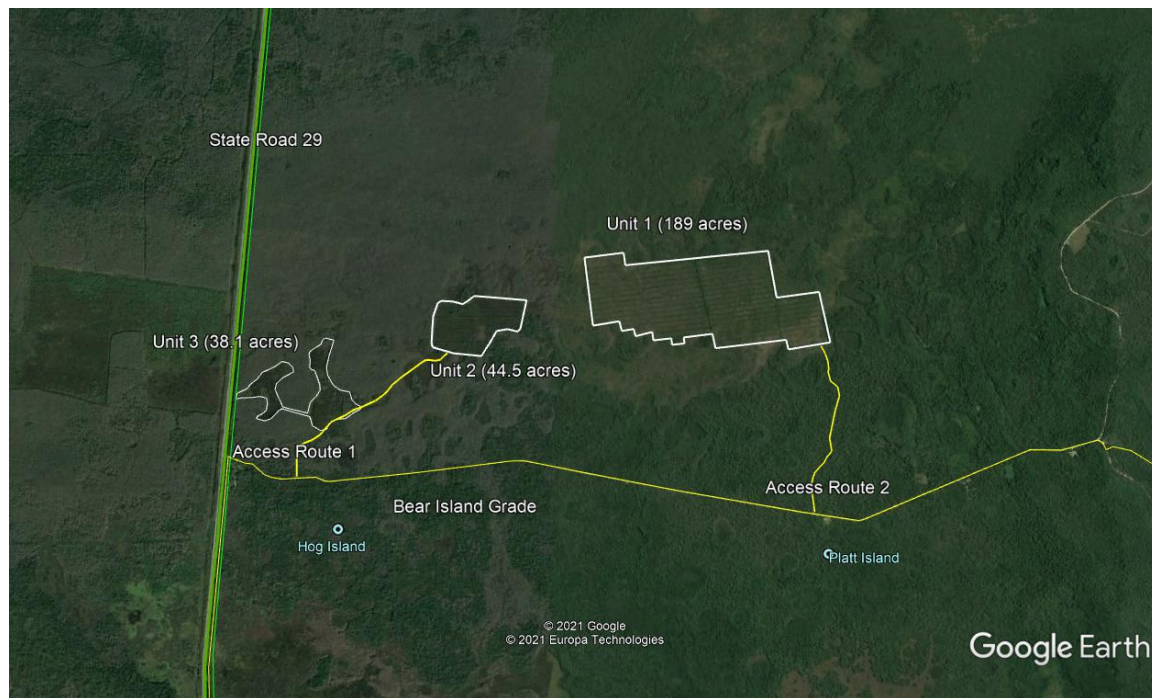 State Road 29
Unit 1 (189 acres)
Unit 3 (38.1 acres)
Unit 2 (44.5 acres)
Access Route 1
Access Route 2
Bear Island Grade
Hog Island
Platt Island
© 2021 Google
© 2021 Europa Technologies
Google Earth